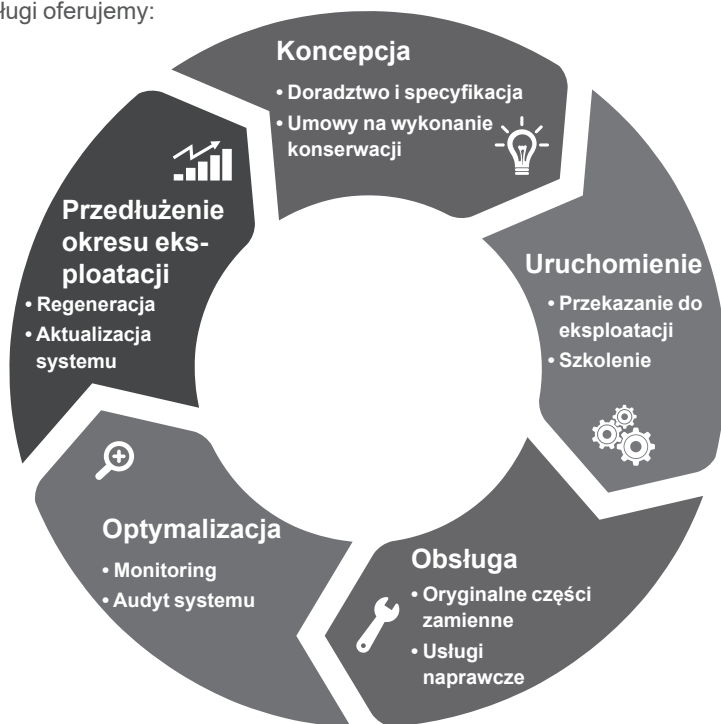 ługi oferujemy:
Koncepcja
• Doradztwo i specyfikacja
• Umowy na wykonanie
konserwacji
Uruchomienie
• Przekazanie do
eksploatacji
• Szkolenie
Obsługa
• Oryginalne części
zamienne
• Usługi
naprawcze
Optymalizacja
• Monitoring
• Audyt systemu
Przedłużenie
okresu eks-
ploatacji
• Regeneracja
• Aktualizacja
systemu